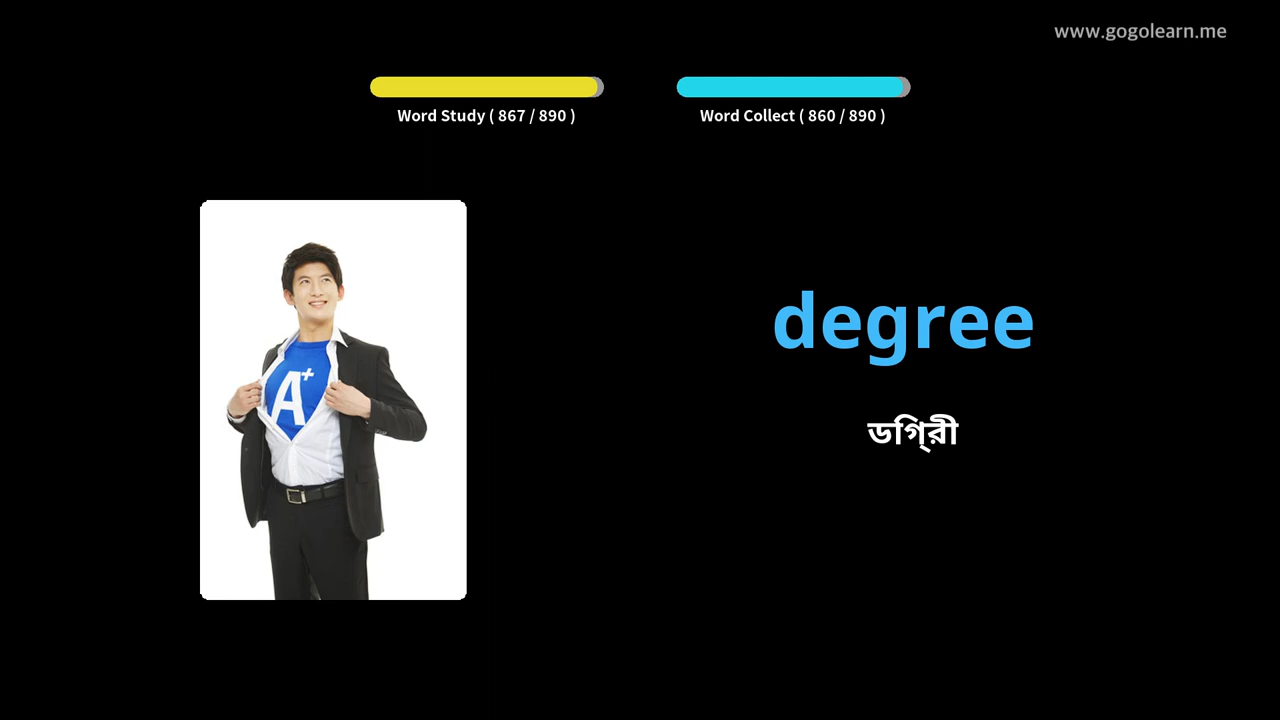 www.gogolearn.me
Word Study ( 867 / 890 )
Word Collect ( 860 / 890 )
A+
degree
ডিগ্রী